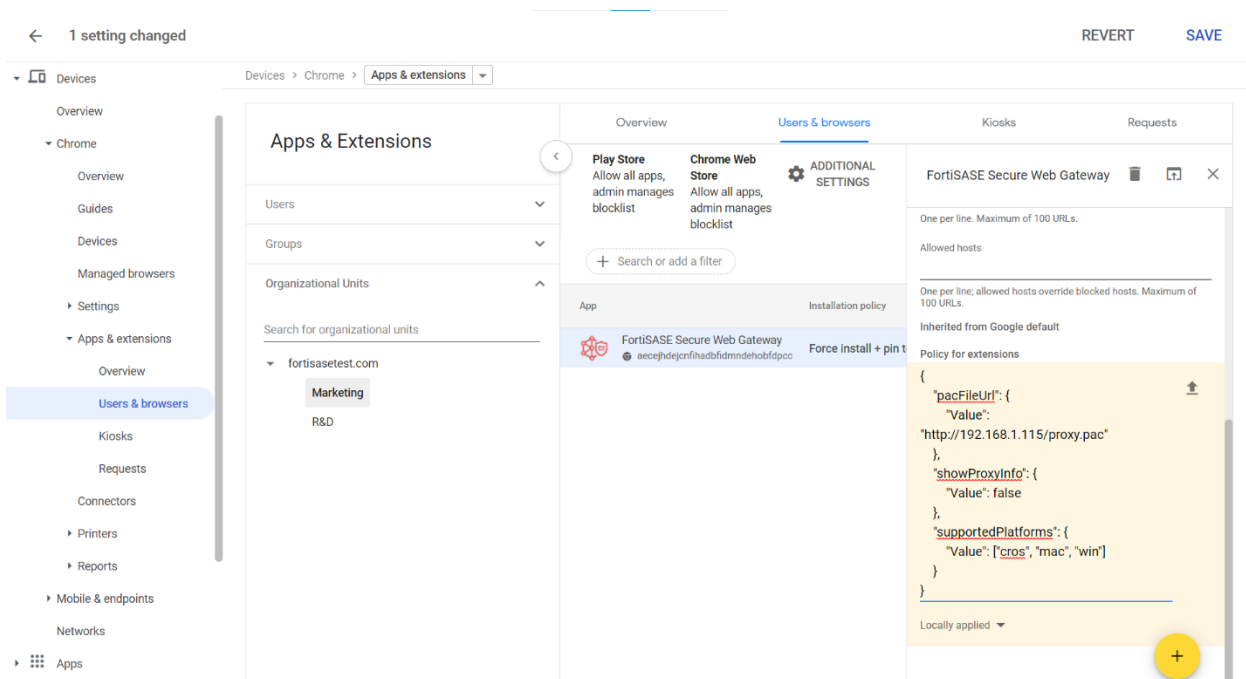 1 setting changed
REVERT
SAVE
Devices
Overview
Chrome
Overview
Guides
Devices
Managed browsers
Settings
Apps & extensions
Overview
Users & browsers
Kiosks
Requests
Connectors
Printers
Reports
Mobile & endpoints
Networks
Apps
Devices > Chrome > Apps & extensions
Apps & Extensions
Users
Groups
Organizational Units
Search for organizational units
fortisasetest.com
Marketing
R&D
Overview
Users & browsers
Kiosks
Requests
Play Store
Allow all apps,
admin manages
blocklist
Chrome Web
Store
Allow all apps,
admin manages
blocklist
ADDITIONAL
SETTINGS
Search or add a filter
App
Installation policy
FortiSASE Secure Web Gateway
aecejhdejcnfihadbfidmndehobfdpcc
Force install + pin t
FortiSASE Secure Web Gateway
One per line. Maximum of 100 URLs.
Allowed hosts
One per line; allowed hosts override blocked hosts. Maximum of
100 URLs.
Inherited from Google default
Policy for extensions
{
"pacFileUrl": {
"Value":
"http://192.168.1.115/proxy.pac"
},
"showProxyInfo": {
"Value": false
},
"supportedPlatforms": {
"Value": ["cros", "mac", "win"]
}
}
Locally applied